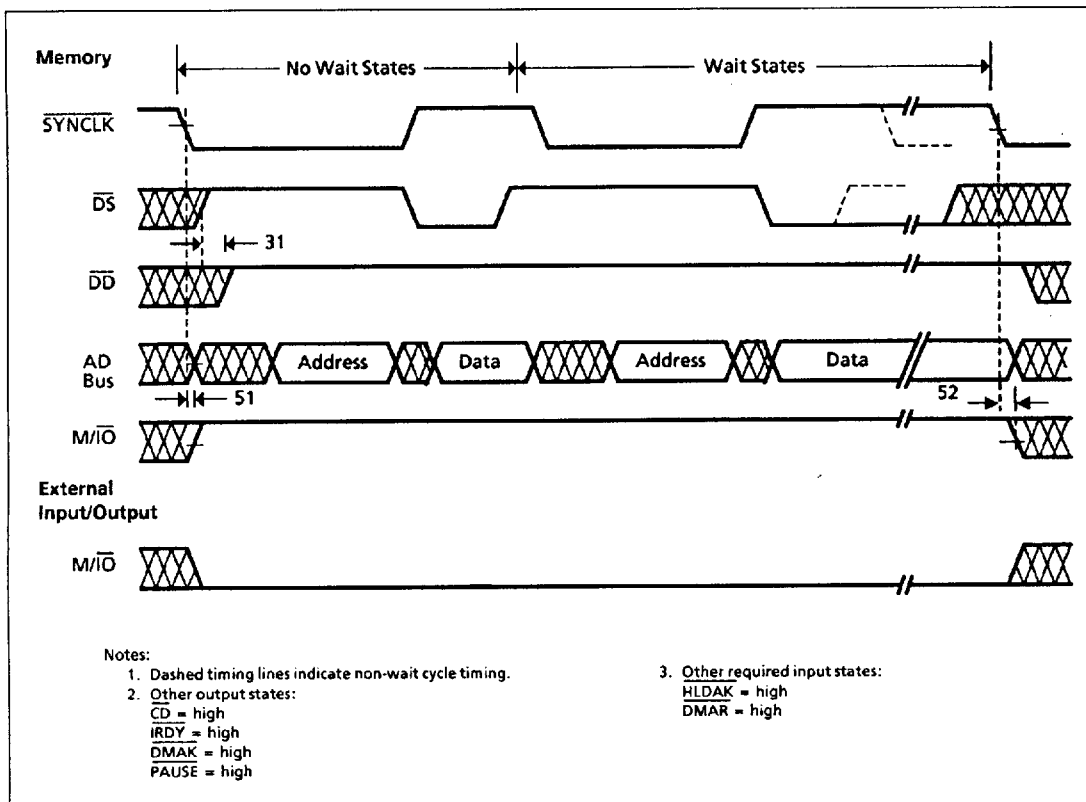 Memory
No Wait States
Wait States
SYNCLK
DS
31
DD
AD
Bus
Address
Data
Address
Data
51
52
M/IO
External
Input/Output
M/IO
Notes:
1. Dashed timing lines indicate non-wait cycle timing.
2. Other output states:
CD = high
IRDY = high
DMAK = high
PAUSE = high
3. Other required input states:
HLDAK = high
DMAR = high